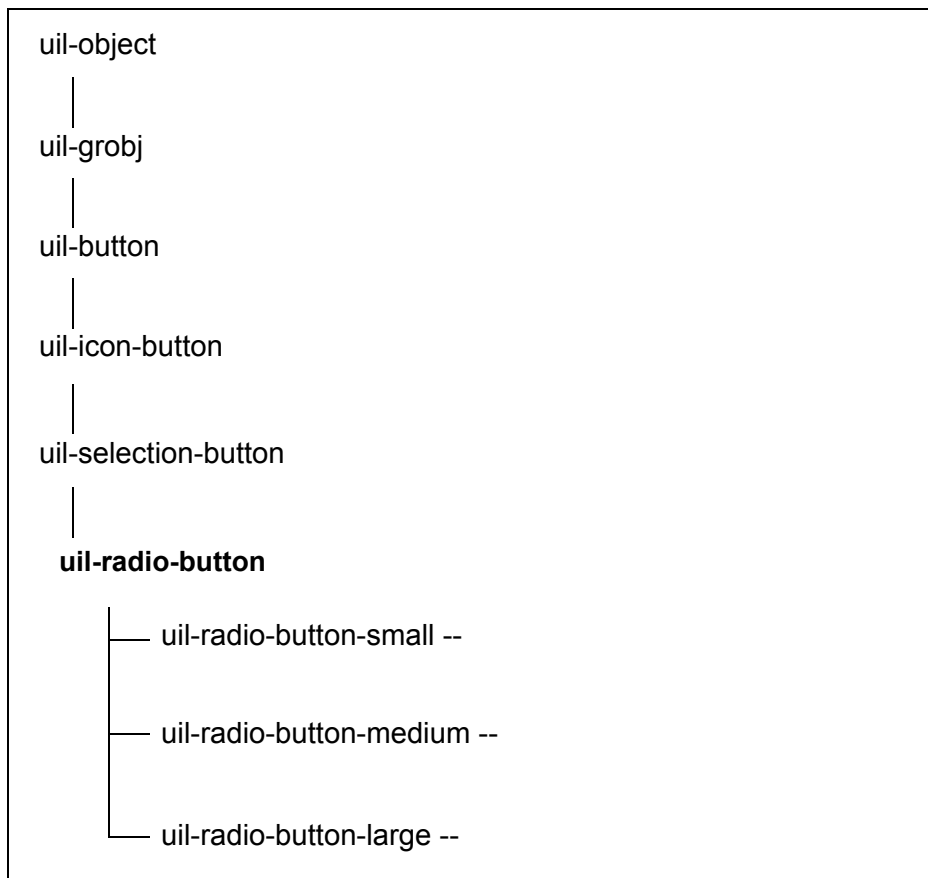 uil-object
uil-grobj
uil-button
uil-icon-button
uil-selection-button
uil-radio-button
uil-radio-button-small --
uil-radio-button-medium --
uil-radio-button-large --